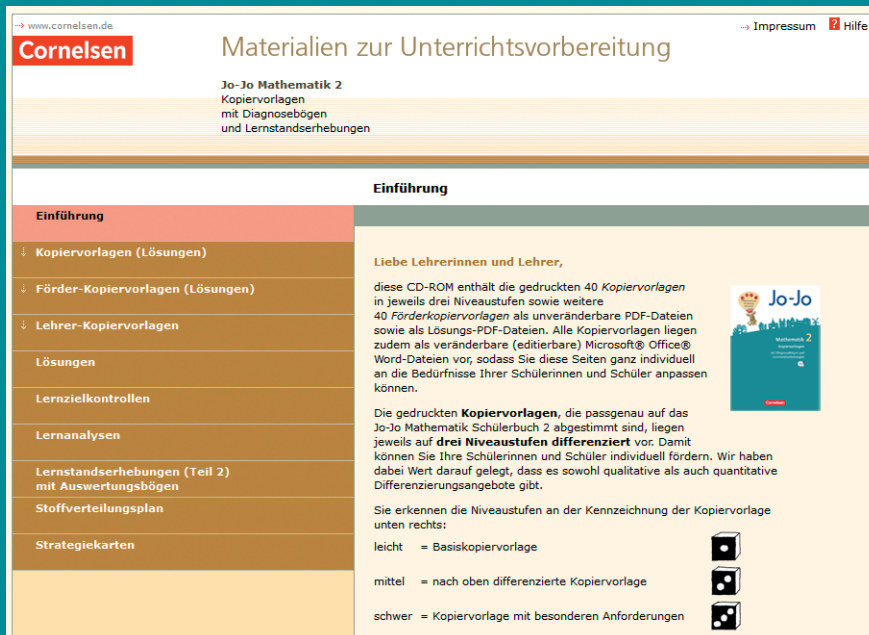 → www.cornelsen.de
→ Impressum
? Hilfe
Cornelsen
Materialien zur Unterrichtsvorbereitung
Jo-Jo Mathematik 2
Kopiervorlagen
mit Diagnosebögen
und Lernstandserhebungen
Einführung
Einführung
↓ Kopiervorlagen (Lösungen)
↓ Förder-Kopiervorlagen (Lösungen)
↓ Lehrer-Kopiervorlagen
Lösungen
Lernzielkontrollen
Lernanalysen
Lernstandserhebungen (Teil 2)
mit Auswertungsbögen
Stoffverteilungsplan
Strategiekarten
Liebe Lehrerinnen und Lehrer,
diese CD-ROM enthält die gedruckten 40 Kopiervorlagen
in jeweils drei Niveaustufen sowie weitere
40 Förderkopiervorlagen als unveränderbare PDF-Dateien
sowie als Lösungs-PDF-Dateien. Alle Kopiervorlagen liegen
zudem als veränderbare (editierbare) Microsoft® Office®
Word-Dateien vor, sodass Sie diese Seiten ganz individuell
an die Bedürfnisse Ihrer Schülerinnen und Schüler anpassen
können.
Die gedruckten Kopiervorlagen, die passgenau auf das
Jo-Jo Mathematik Schülerbuch 2 abgestimmt sind, liegen
jeweils auf drei Niveaustufen differenziert vor. Damit
können Sie Ihre Schülerinnen und Schüler individuell fördern. Wir haben
dabei Wert darauf gelegt, dass es sowohl qualitative als auch quantitative
Differenzierungsangebote gibt.
Sie erkennen die Niveaustufen an der Kennzeichnung der Kopiervorlage
unten rechts:
leicht = Basiskopiervorlage
mittel = nach oben differenzierte Kopiervorlage
schwer = Kopiervorlage mit besonderen Anforderungen
Jo-Jo
Mathematik 2
Kopiervorlagen
Cornelsen